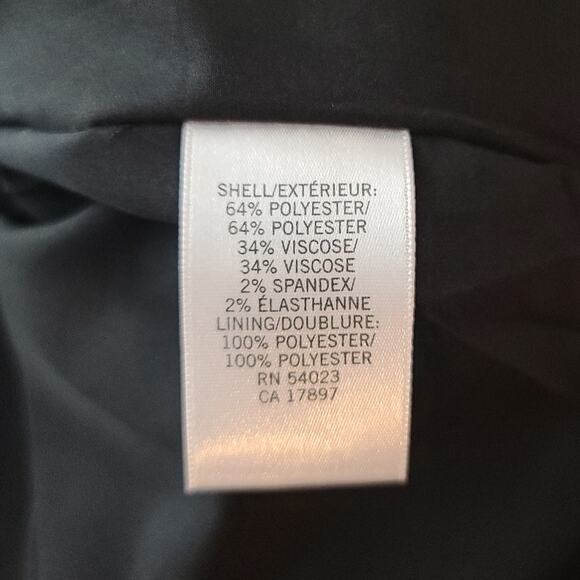 SHELL/EXTÉRIEUR:
64% POLYESTER/
64% POLYESTER
34% VISCOSE/
34% VISCOSE
2% SPANDEX/
2% ÉLASTHANNE
LINING/DOUBLURE:
100% POLYESTER/
100% POLYESTER
RN 54023
CA 17897